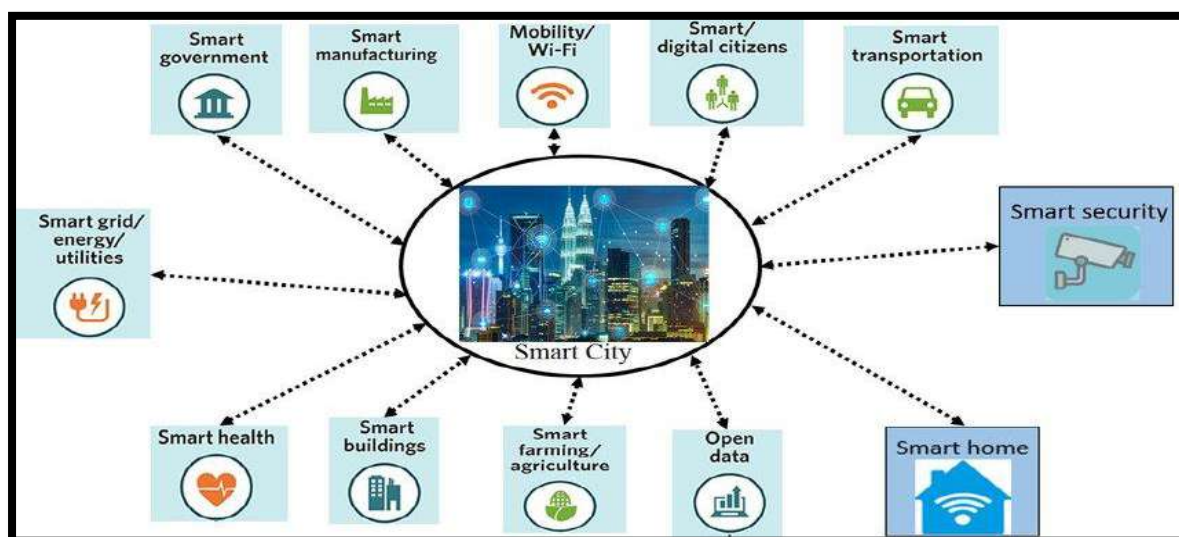 Smart
government
Smart
manufacturing
Mobility/
Wi-Fi
Smart/
digital citizens
Smart
transportation
Smart grid/
energy/
utilities
Smart security
Smart City
Smart health
Smart
buildings
Smart
farming/
agriculture
Open
data
Smart home